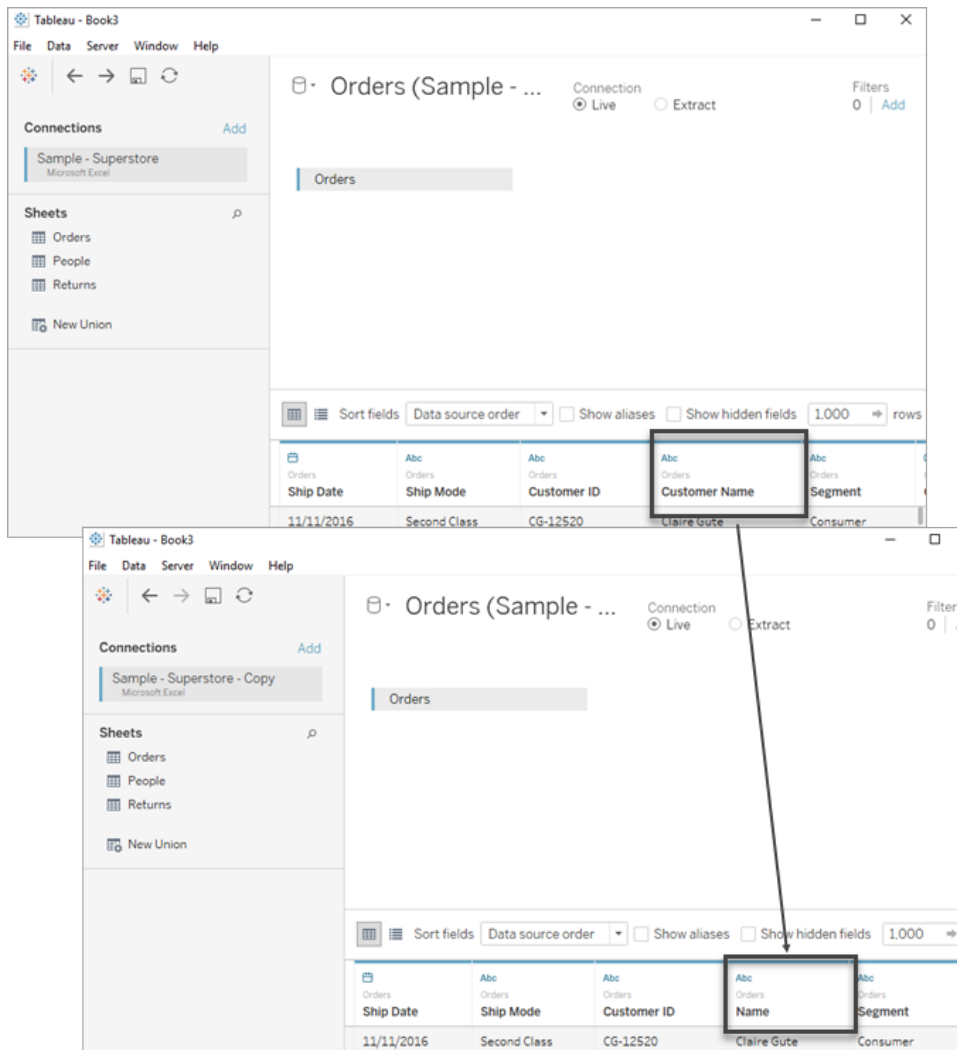 Tableau - Book3
File Data Server Window Help
Connections Add
Sample - Superstore
Microsoft Excel
Sheets
Orders
People
Returns
New Union
Orders (Sample - ...
Connection
Live Extract
Filters
0 | Add
Orders
Sort fields Data source order Show aliases Show hidden fields 1,000 rows
Abc Abc Abc Abc
Orders Orders Orders Orders Orders
Ship Date Ship Mode Customer ID Customer Name Segment
11/11/2016 Second Class CG-12520 Claire Gute Consumer
Tableau - Book3
File Data Server Window Help
Connections Add
Sample - Superstore - Copy
Microsoft Excel
Sheets
Orders
People
Returns
New Union
Orders (Sample - ...
Connection
Live Extract
Filter
0
Orders
Sort fields Data source order Show aliases Show hidden fields 1,000
Abc Abc Abc Abc
Orders Orders Orders Orders Orders
Ship Date Ship Mode Customer ID Name Segment
11/11/2016 Second Class CG-12520 Claire Gute Consumer